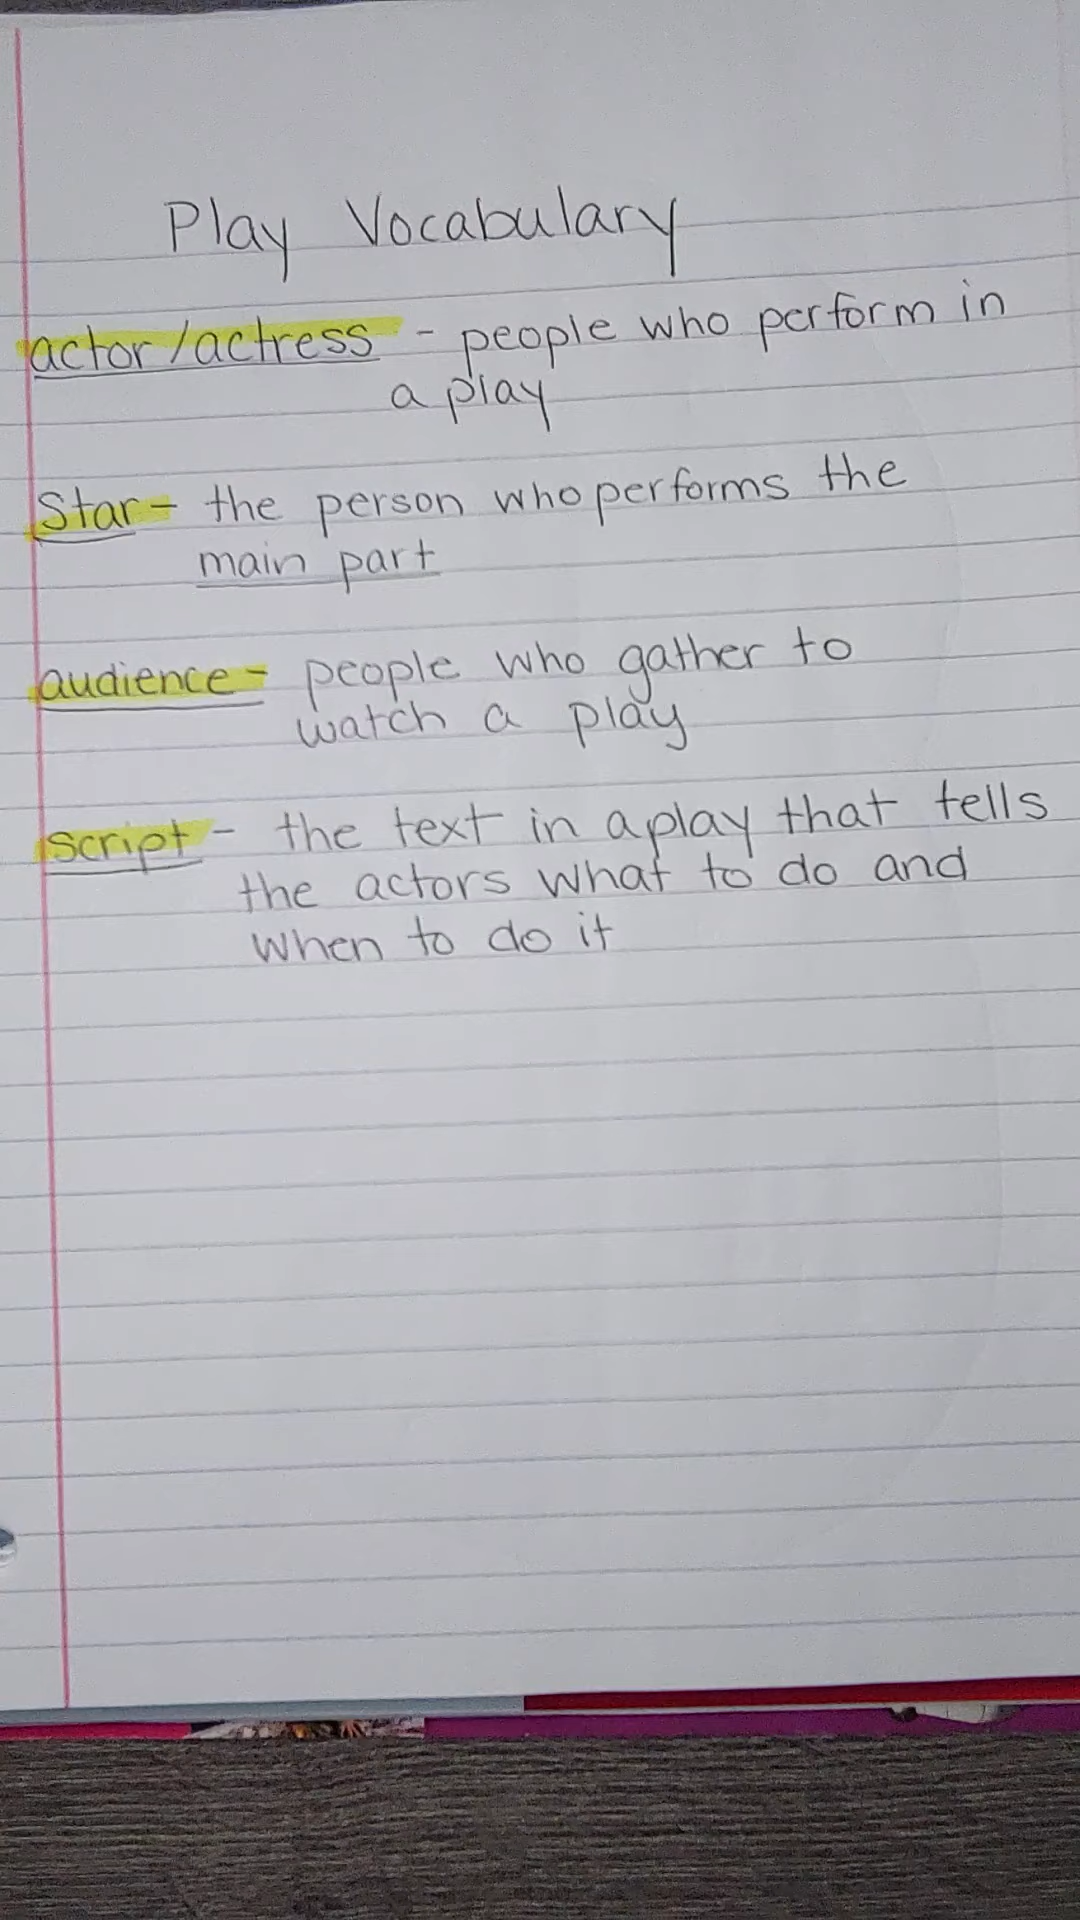 Play Vocabulary
actor/actress - people who perform in
a play
Star - the person who performs the
main part
audience - people who gather to
watch a play
script - the text in a play that tells
the actors what to do and
when to do it